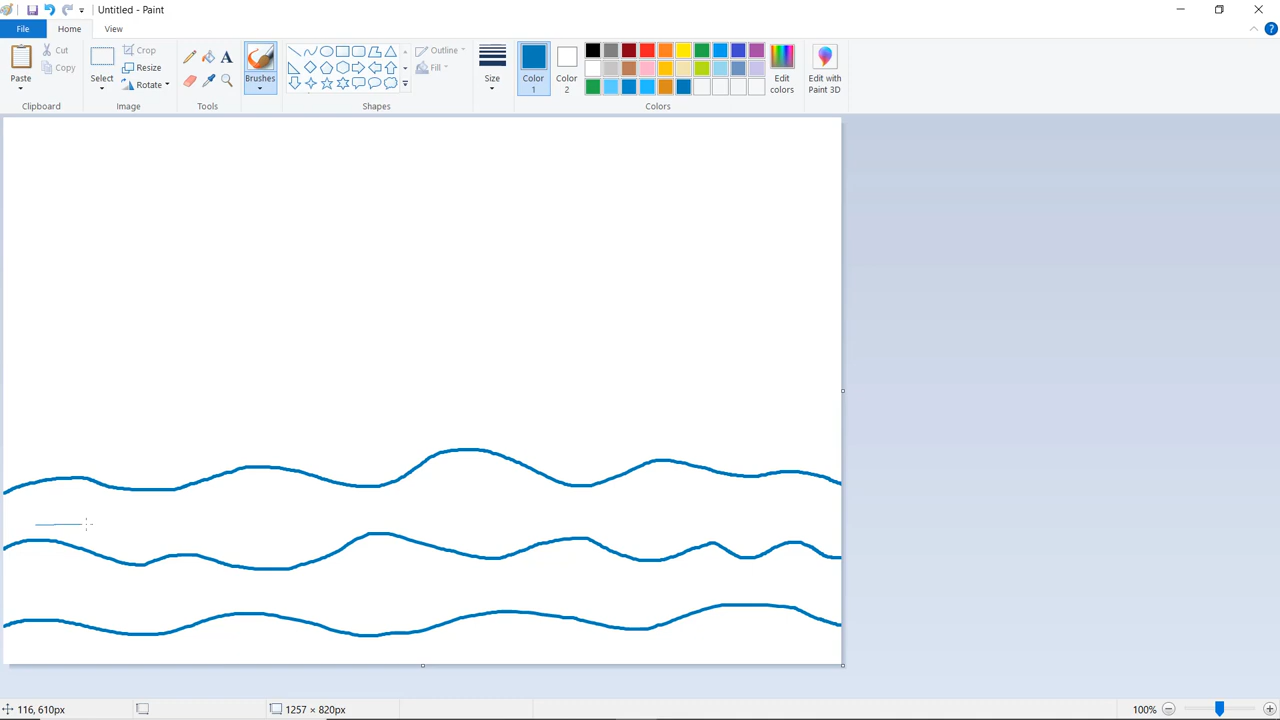 Untitled - Paint
File Home View
Paste Cut Copy Clipboard
Select Crop Resize Rotate Image
Tools
Brushes
Outline Fill Shapes
Size
Color 1
Color 2
Edit colors
Colors
Edit with Paint 3D
116, 610px 1257 × 820px 100%